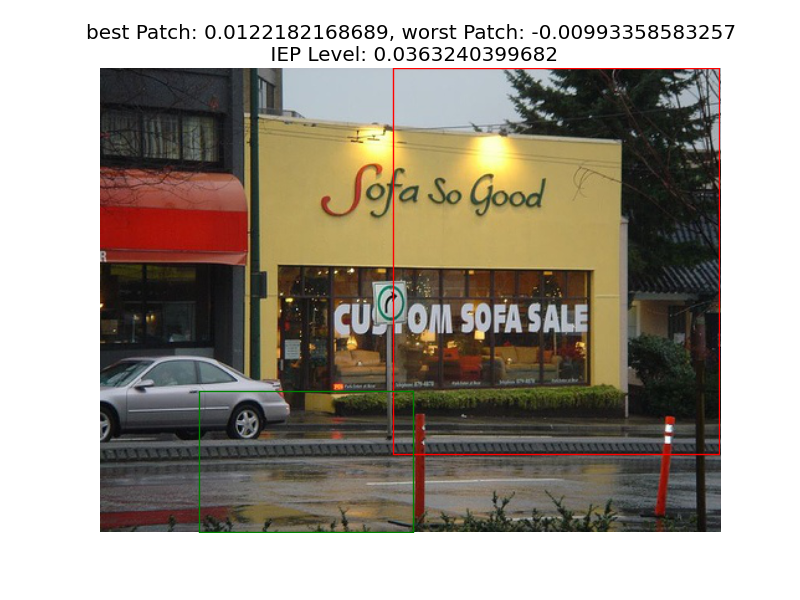 best Patch: 0.0122182168689, worst Patch: -0.00993358583257
IEP Level: 0.0363240399682
Sofa So Good
CUSTOM SOFA SALE
R